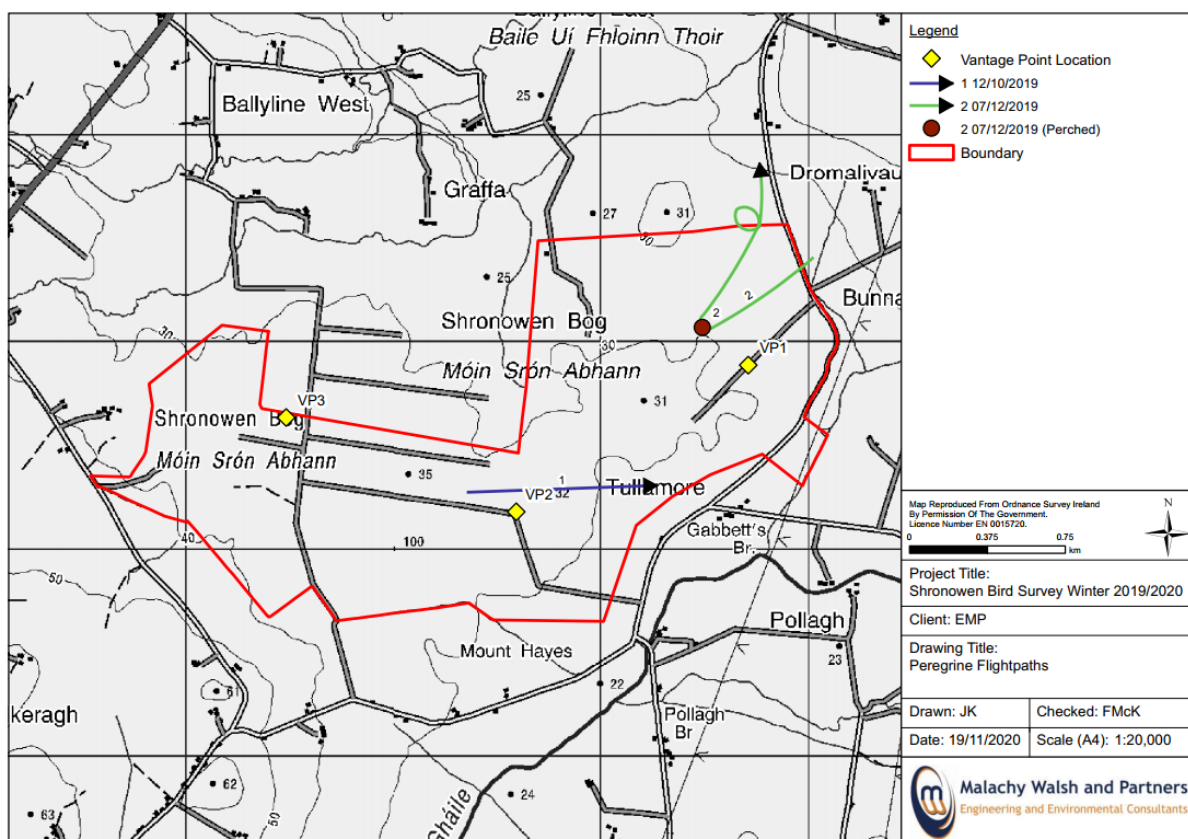 Ballyline East
Baile Uí Fhloinn Thoir
25
Ballyline West
Graffa
Dromalivau
27
31
30
25
Bunna
2
2
Shronowen Bog
30
30
Móin Srón Abhann
VP1
31
VP3
Shronowen Bog
Móin Srón Abhann
35
1
Tullamore
VP2
32
Gabbett's
Br.
40
100
50
Pollagh
Mount Hayes
23
22
61
keragh
Pollagh
Br
62
50
24
63
Gháile
Legend
Vantage Point Location
1 12/10/2019
2 07/12/2019
2 07/12/2019 (Perched)
Boundary
Map Reproduced From Ordnance Survey Ireland
By Permission Of The Government.
Licence Number EN 0015720.
N
0 0.375 0.75
km
Project Title:
Shronowen Bird Survey Winter 2019/2020
Client: EMP
Drawing Title:
Peregrine Flightpaths
Drawn: JK Checked: FMcK
Date: 19/11/2020 Scale (A4): 1:20,000
Malachy Walsh and Partners
Engineering and Environmental Consultants